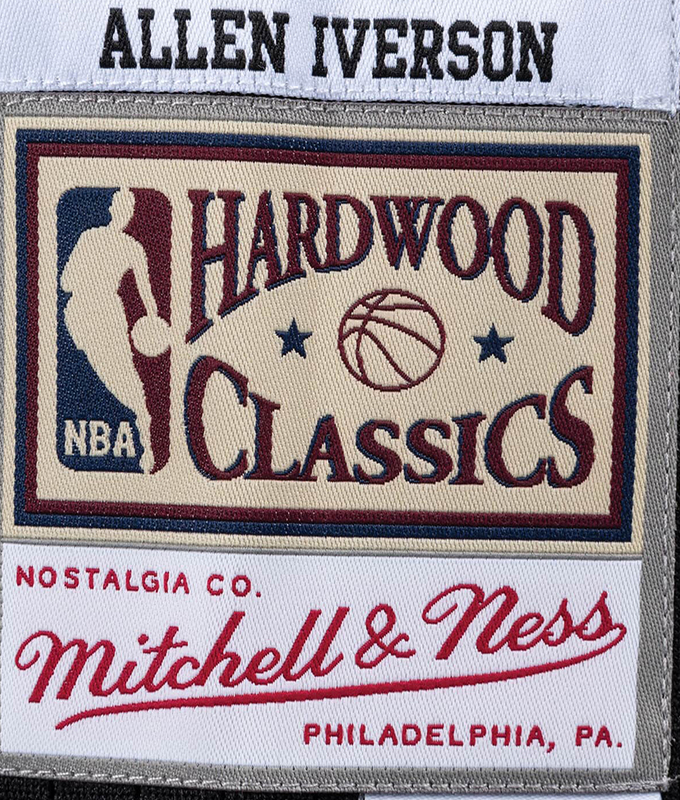 ALLEN IVERSON
HARDWOOD
CLASSICS
NBA
NOSTALGIA CO.
Mitchell & Ness
PHILADELPHIA, PA.